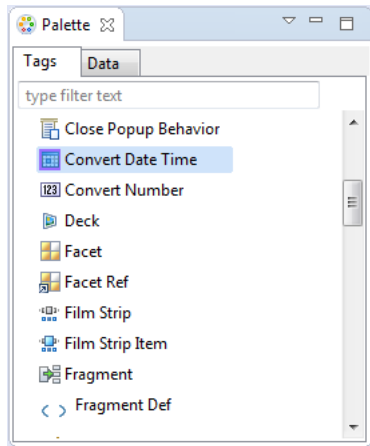 Palette
Tags Data
type filter text
Close Popup Behavior
Convert Date Time
123 Convert Number
Deck
Facet
Facet Ref
Film Strip
Film Strip Item
Fragment
Fragment Def